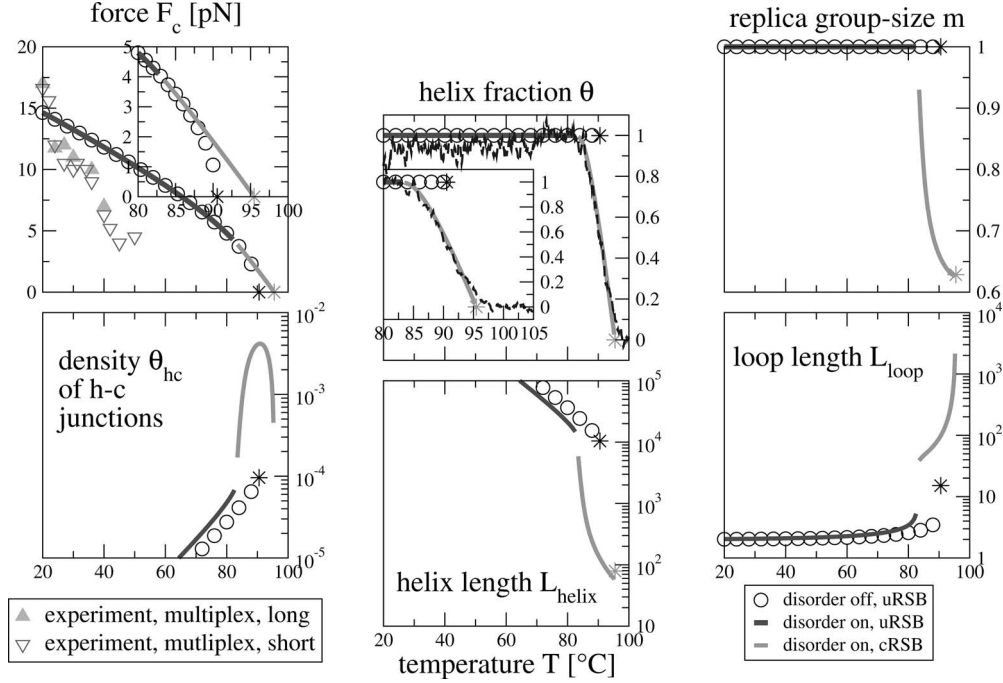 force F_c [pN]
20
15
10
5
0
5
4
3
2
1
0
80 85 90 95 100
helix fraction θ
1
0.8
0.6
0.4
0.2
0
1
0.8
0.6
0.4
0.2
0
80 85 90 95 100 105
replica group-size m
1
0.9
0.8
0.7
0.6
density θ_hc
of h-c
junctions
10^-2
10^-3
10^-4
10^-5
20 40 60 80 100
helix length L_helix
10^5
10^4
10^3
10^2
10
20 40 60 80 100
temperature T [°C]
loop length L_loop
10^4
10^3
10^2
10
1
20 40 60 80 100
experiment, multiplex, long
experiment, mutliplex, short
disorder off, uRSB
disorder on, uRSB
disorder on, cRSB